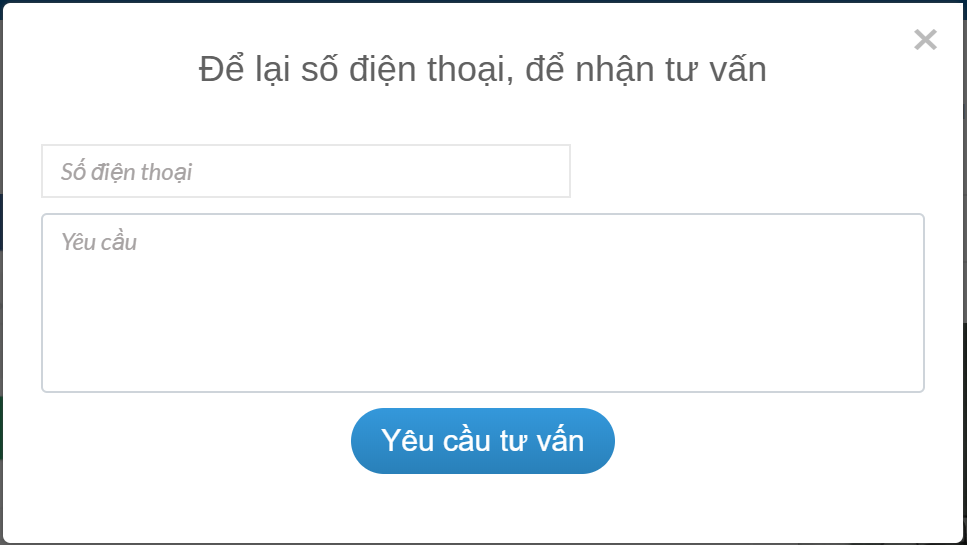 Để lại số điện thoại, để nhận tư vấn
Số điện thoại
Yêu cầu
Yêu cầu tư vấn